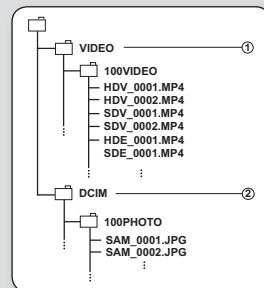 VIDEO ①
100VIDEO
HDV_0001.MP4
HDV_0002.MP4
SDV_0001.MP4
SDV_0002.MP4
HDE_0001.MP4
SDE_0001.MP4
DCIM ②
100PHOTO
SAM_0001.JPG
SAM_0002.JPG